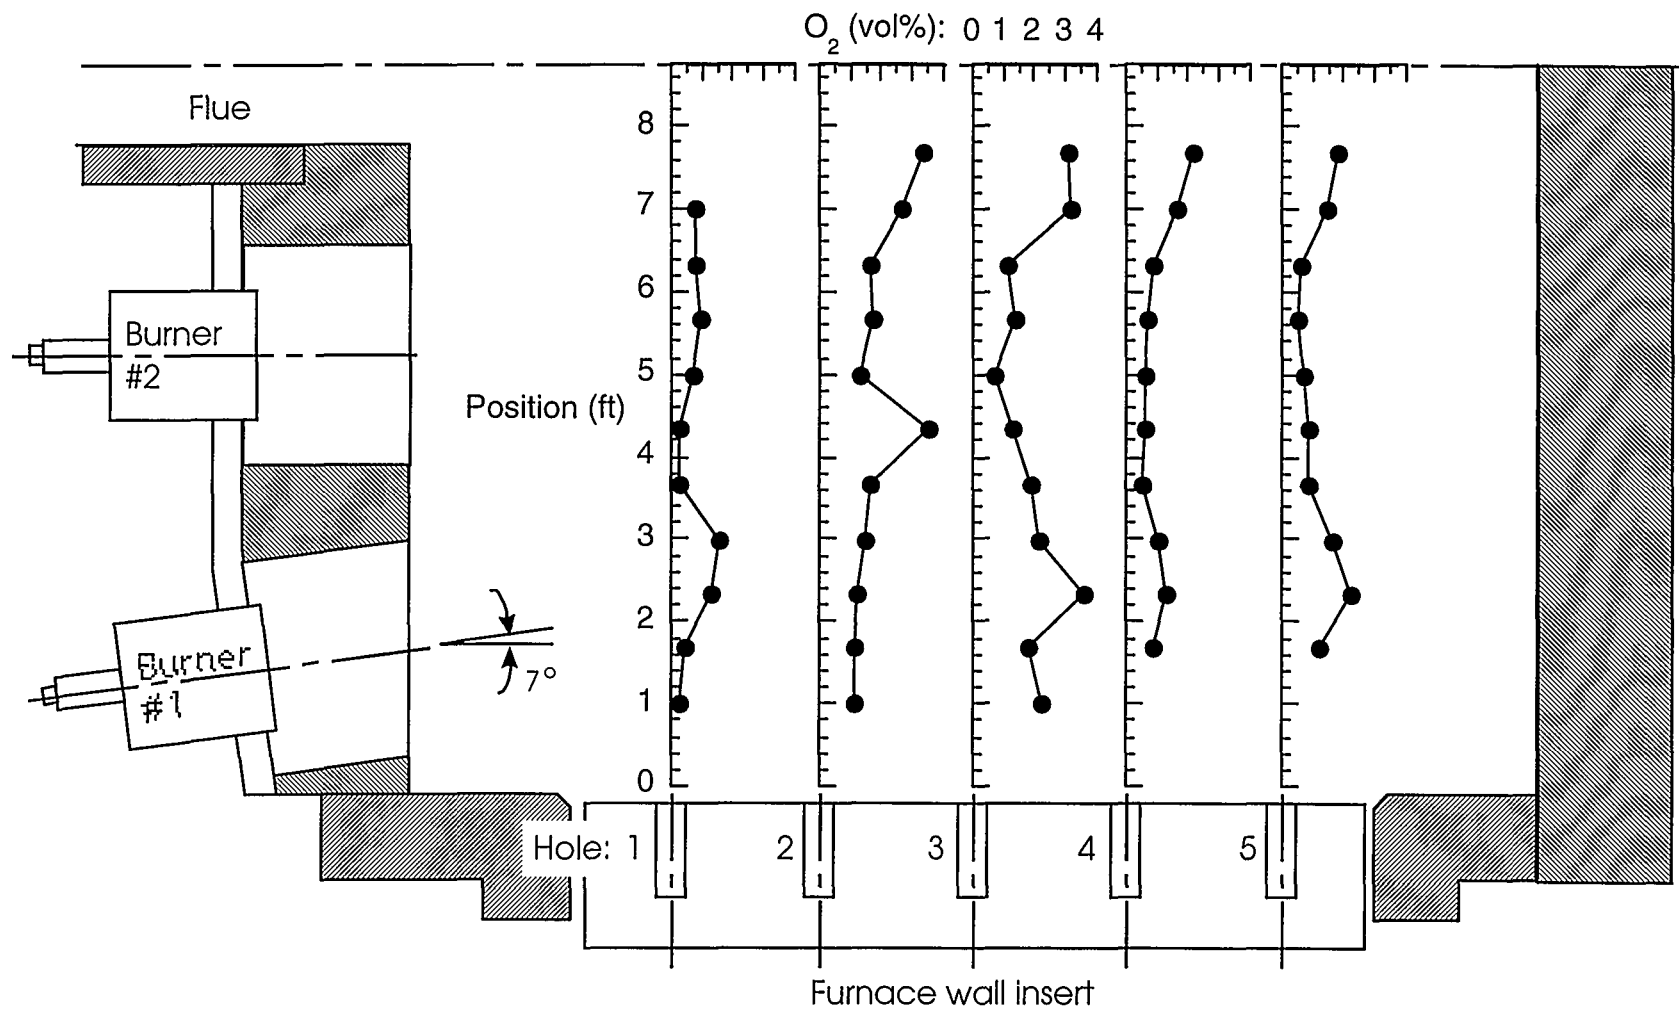 O2 (vol%): 0 1 2 3 4
Flue
8
7
6
Burner
#2
5
Position (ft)
4
3
2
Burner
#1
7°
1
0
Hole: 1 2 3 4 5
Furnace wall insert